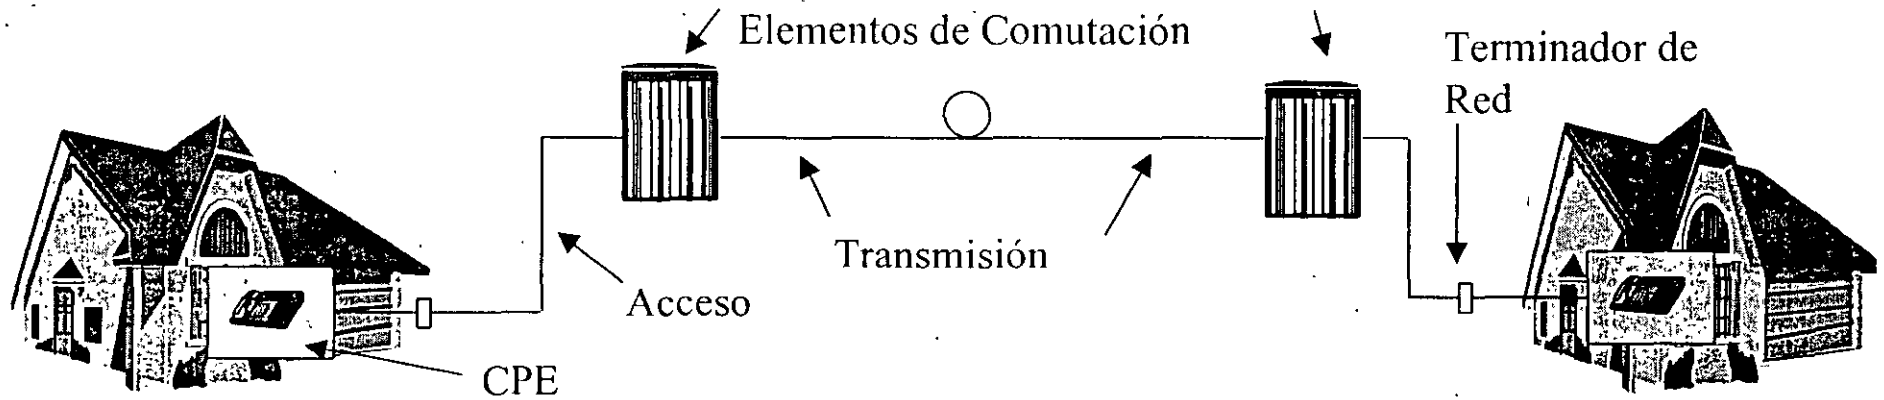 Elementos de Comutación
Terminador de
Red
Transmisión
Acceso
CPE